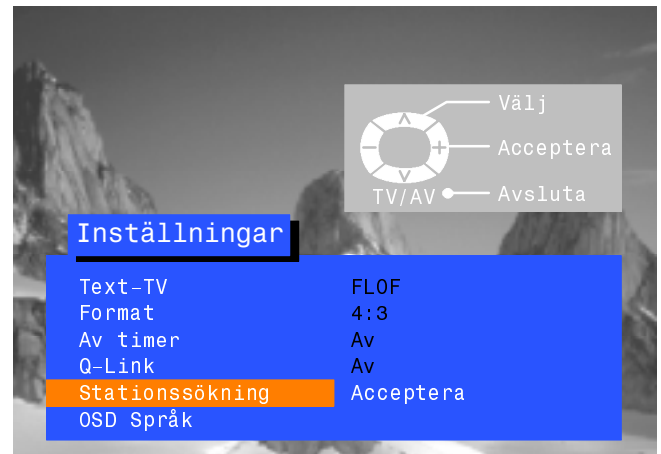 Välj
Acceptera
TV/AV Avsluta
Inställningar
Text-TV FLOF
Format 4:3
Av timer Av
Q-Link Av
Stationssökning Acceptera
OSD Språk